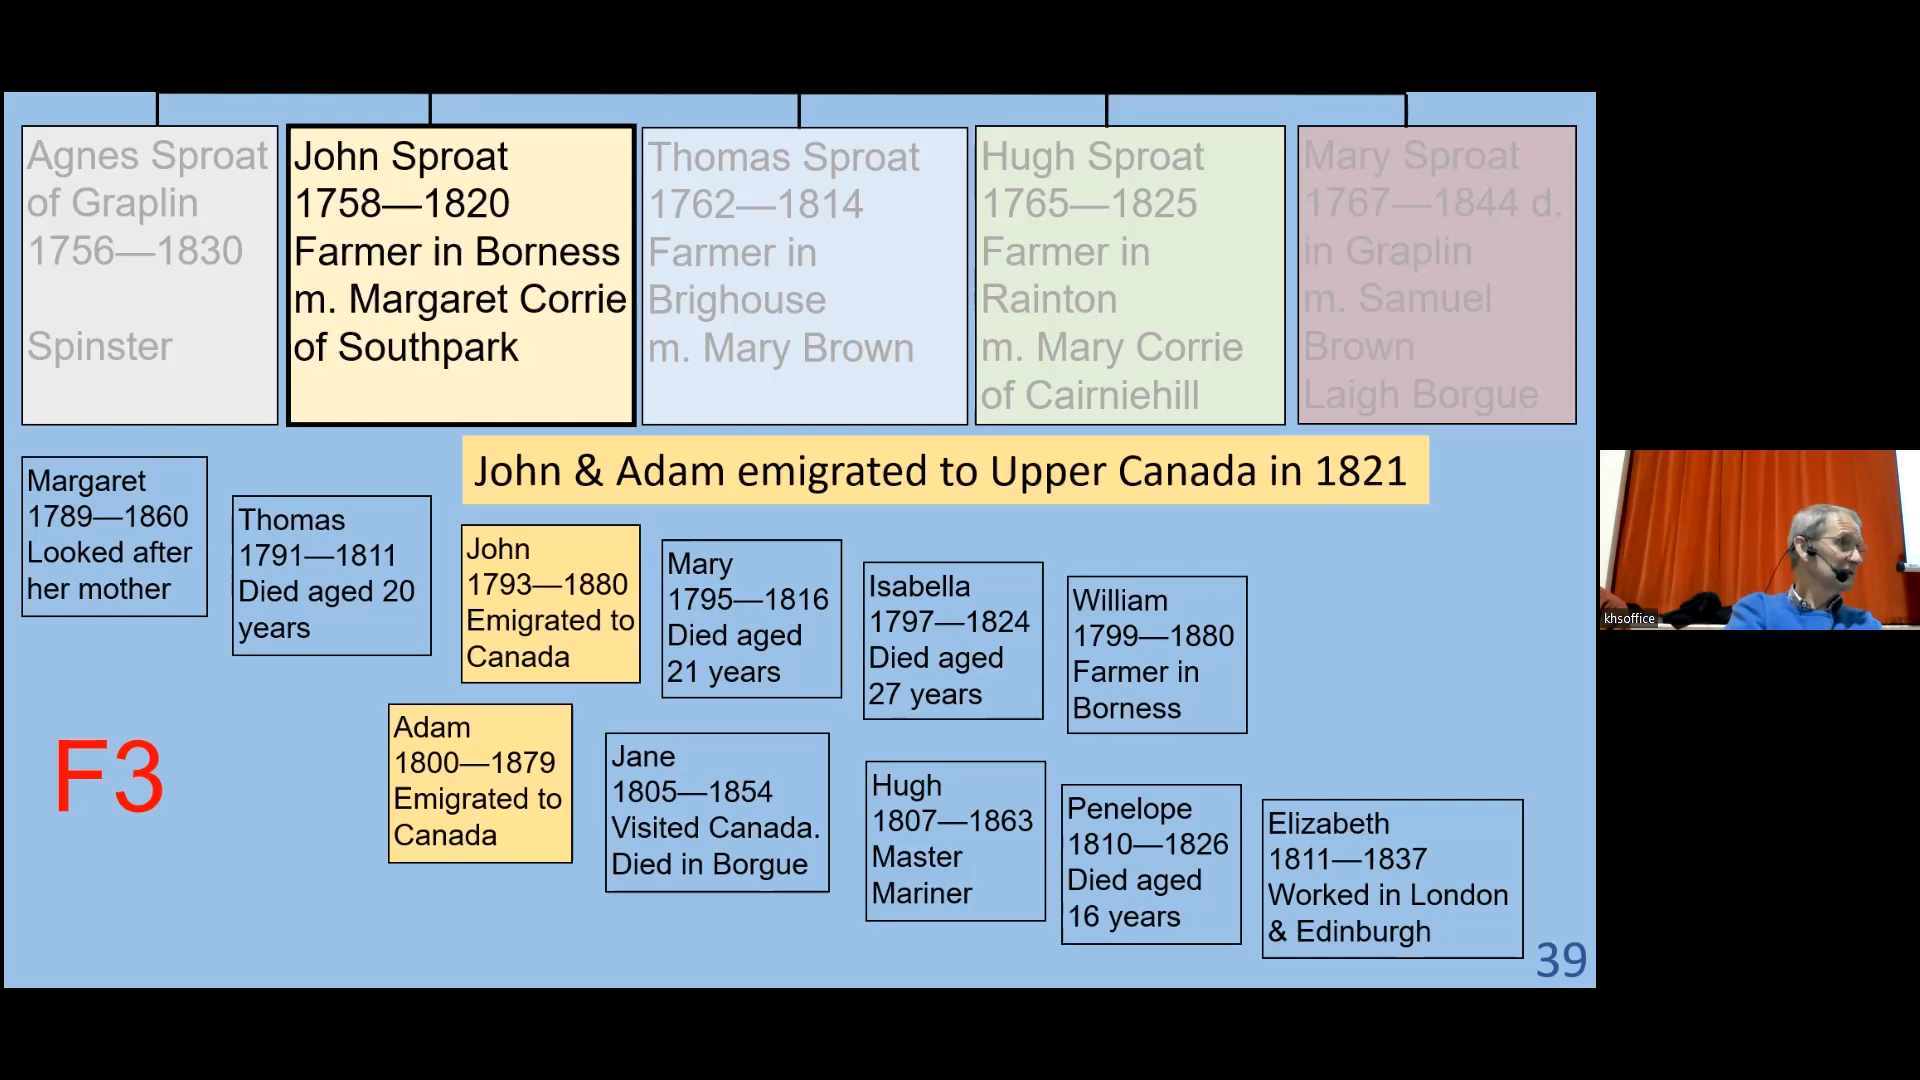 Agnes Sproat
of Graplin
1756—1830
Spinster
John Sproat
1758—1820
Farmer in Borness
m. Margaret Corrie
of Southpark
Thomas Sproat
1762—1814
Farmer in
Brighouse
m. Mary Brown
Hugh Sproat
1765—1825
Farmer in
Rainton
m. Mary Corrie
of Cairniehill
Mary Sproat
1767—1844 d.
in Graplin
m. Samuel
Brown
Laigh Borgue
John & Adam emigrated to Upper Canada in 1821
Margaret
1789—1860
Looked after
her mother
Thomas
1791—1811
Died aged 20
years
John
1793—1880
Emigrated to
Canada
Mary
1795—1816
Died aged
21 years
Isabella
1797—1824
Died aged
27 years
William
1799—1880
Farmer in
Borness
Adam
1800—1879
Emigrated to
Canada
Jane
1805—1854
Visited Canada.
Died in Borgue
Hugh
1807—1863
Master
Mariner
Penelope
1810—1826
Died aged
16 years
Elizabeth
1811—1837
Worked in London
& Edinburgh
F3
39
khsoffice